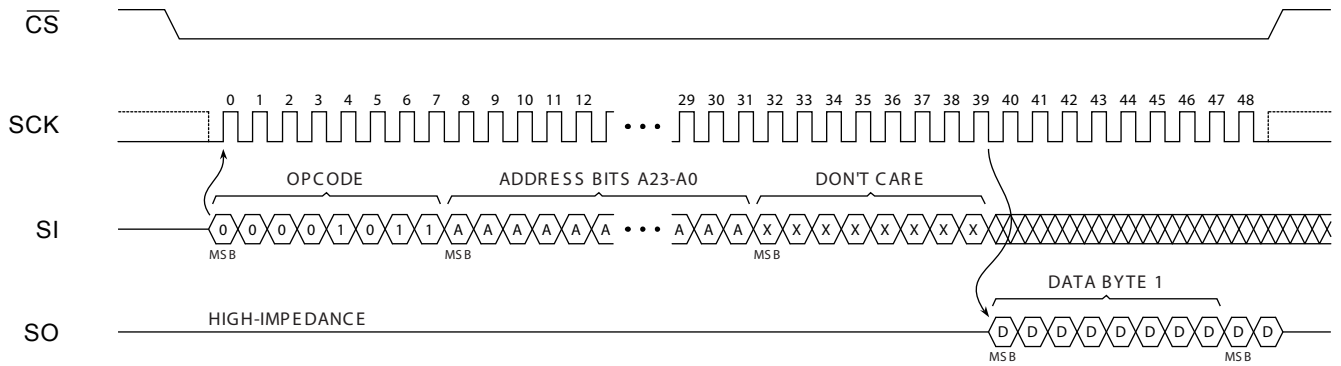 CS
SCK
0 1 2 3 4 5 6 7 8 9 10 11 12 29 30 31 32 33 34 35 36 37 38 39 40 41 42 43 44 45 46 47 48
OPCODE ADDRESS BITS A23-A0 DON'T CARE
SI
0 0 0 0 1 0 1 1 A A A A A A A A A X X X X X X X X
MSB MSB MSB
DATA BYTE 1
SO
HIGH-IMPEDANCE
D D D D D D D D D D
MSB MSB